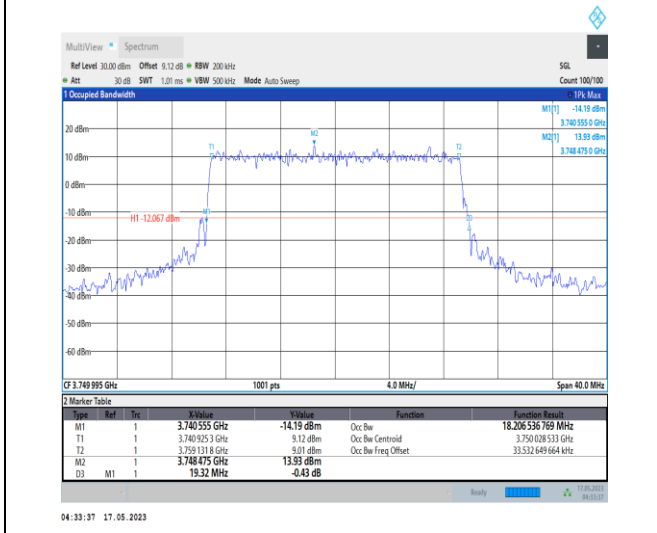 MultiView Spectrum
Ref Level 30.00 dBm Offset 9.12 dB RBW 200 kHz SGL
Att 30 dB SWT 1.01 ms VBW 500 kHz Mode Auto Sweep Count 100/100
1 Occupied Bandwidth 1Pk Max
M1[1] -14.19 dBm
3.740 555 0 GHz
M2[1] 13.93 dBm
3.748 475 0 GHz
20 dBm
M2
T1 T2
10 dBm
0 dBm
-10 dBm
M1
H1 -12.067 dBm
D3
-20 dBm
-30 dBm
-40 dBm
-50 dBm
-60 dBm
CF 3.749 995 GHz 1001 pts 4.0 MHz/ Span 40.0 MHz
2 Marker Table
Type Ref Trc X-Value Y-Value Function Function Result
M1 1 3.740 555 GHz -14.19 dBm Occ Bw 18.206 536 769 MHz
T1 1 3.740 925 3 GHz 9.12 dBm Occ Bw Centroid 3.750 028 533 GHz
T2 1 3.759 131 8 GHz 9.01 dBm Occ Bw Freq Offset 33.532 649 664 kHz
M2 1 3.748 475 GHz 13.93 dBm
D3 M1 1 19.32 MHz -0.43 dB
Ready 17.05.2023
04:33:37
04:33:37 17.05.2023